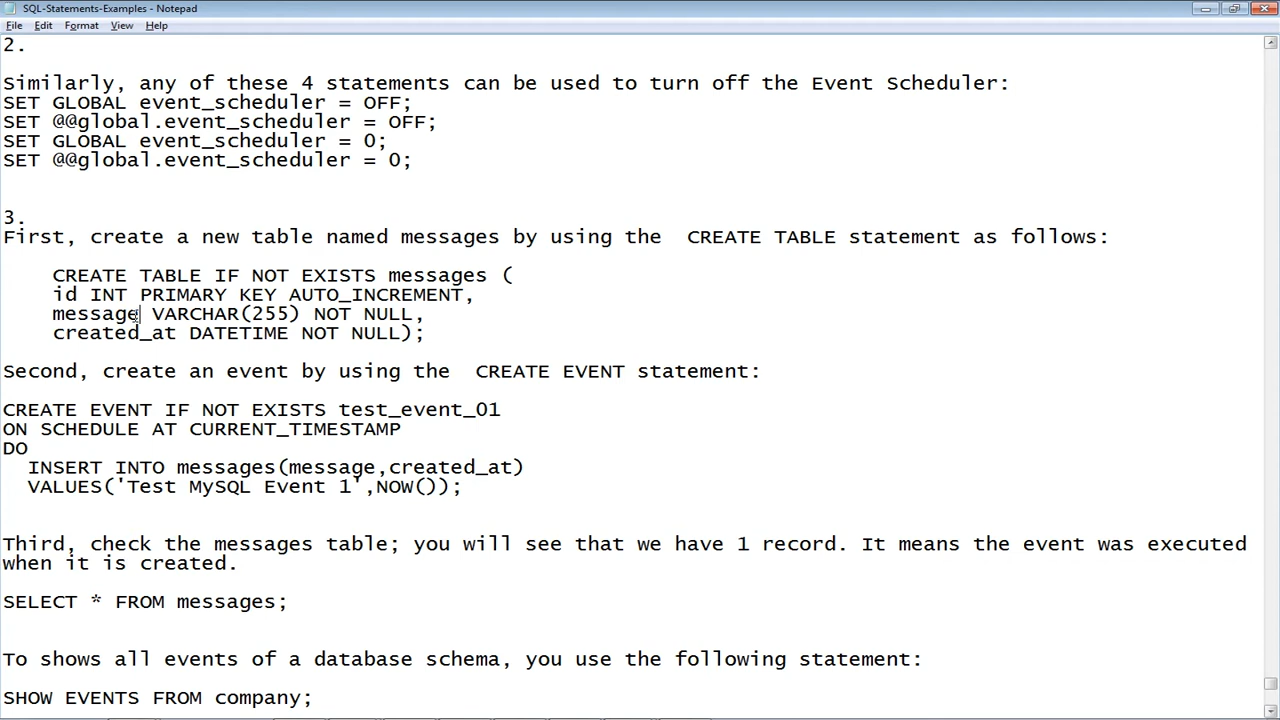 SQL-Statements-Examples - Notepad
File Edit Format View Help
2.
Similarly, any of these 4 statements can be used to turn off the Event Scheduler:
SET GLOBAL event_scheduler = OFF;
SET @@global.event_scheduler = OFF;
SET GLOBAL event_scheduler = 0;
SET @@global.event_scheduler = 0;
3.
First, create a new table named messages by using the  CREATE TABLE statement as follows:
CREATE TABLE IF NOT EXISTS messages (
id INT PRIMARY KEY AUTO_INCREMENT,
message VARCHAR(255) NOT NULL,
created_at DATETIME NOT NULL);
Second, create an event by using the  CREATE EVENT statement:
CREATE EVENT IF NOT EXISTS test_event_01
ON SCHEDULE AT CURRENT_TIMESTAMP
DO
INSERT INTO messages(message,created_at)
VALUES('Test MySQL Event 1',NOW());
Third, check the messages table; you will see that we have 1 record. It means the event was executed
when it is created.
SELECT * FROM messages;
To shows all events of a database schema, you use the following statement:
SHOW EVENTS FROM company;